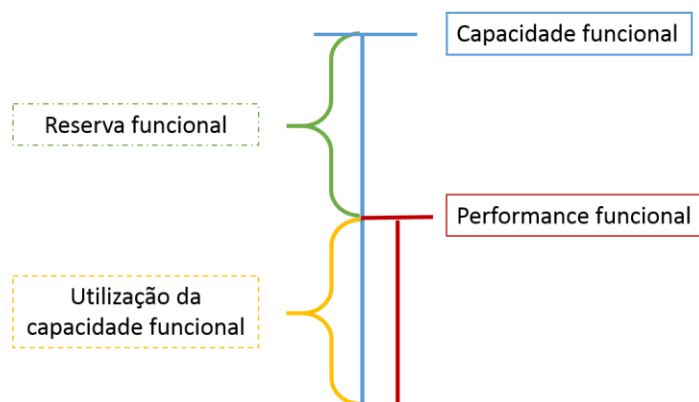 Capacidade funcional
Reserva funcional
Performance funcional
Utilização da
capacidade funcional